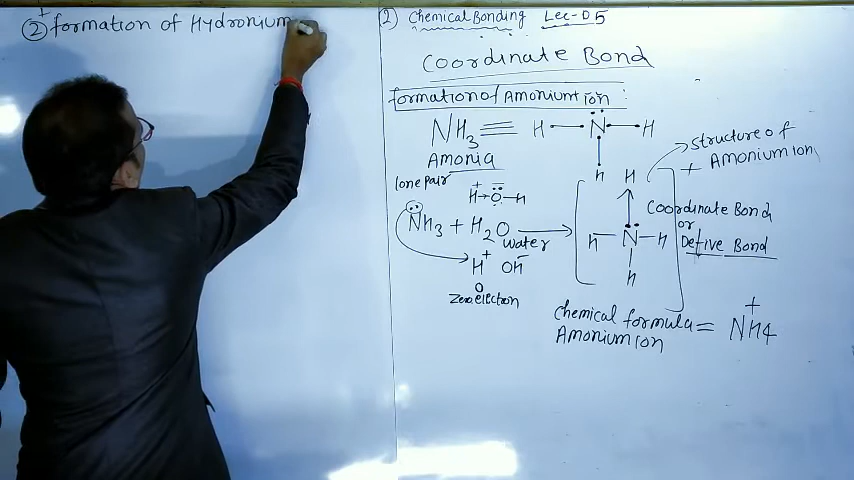 ② formation of Hydronium
2) Chemical Bonding Lec-05
Coordinate Bond
formation of Amonium ion :
NH3 ≡ H — N — H
H
Amonia
structure of
Amonium ion
lone pair
H+ → O — H
H
+
NH3 + H2O → H — N — H
water
H
H+ OH-
0
Zero electron
Coordinate Bond
or
Detive Bond
Chemical formula = NH4+
Amonium ion